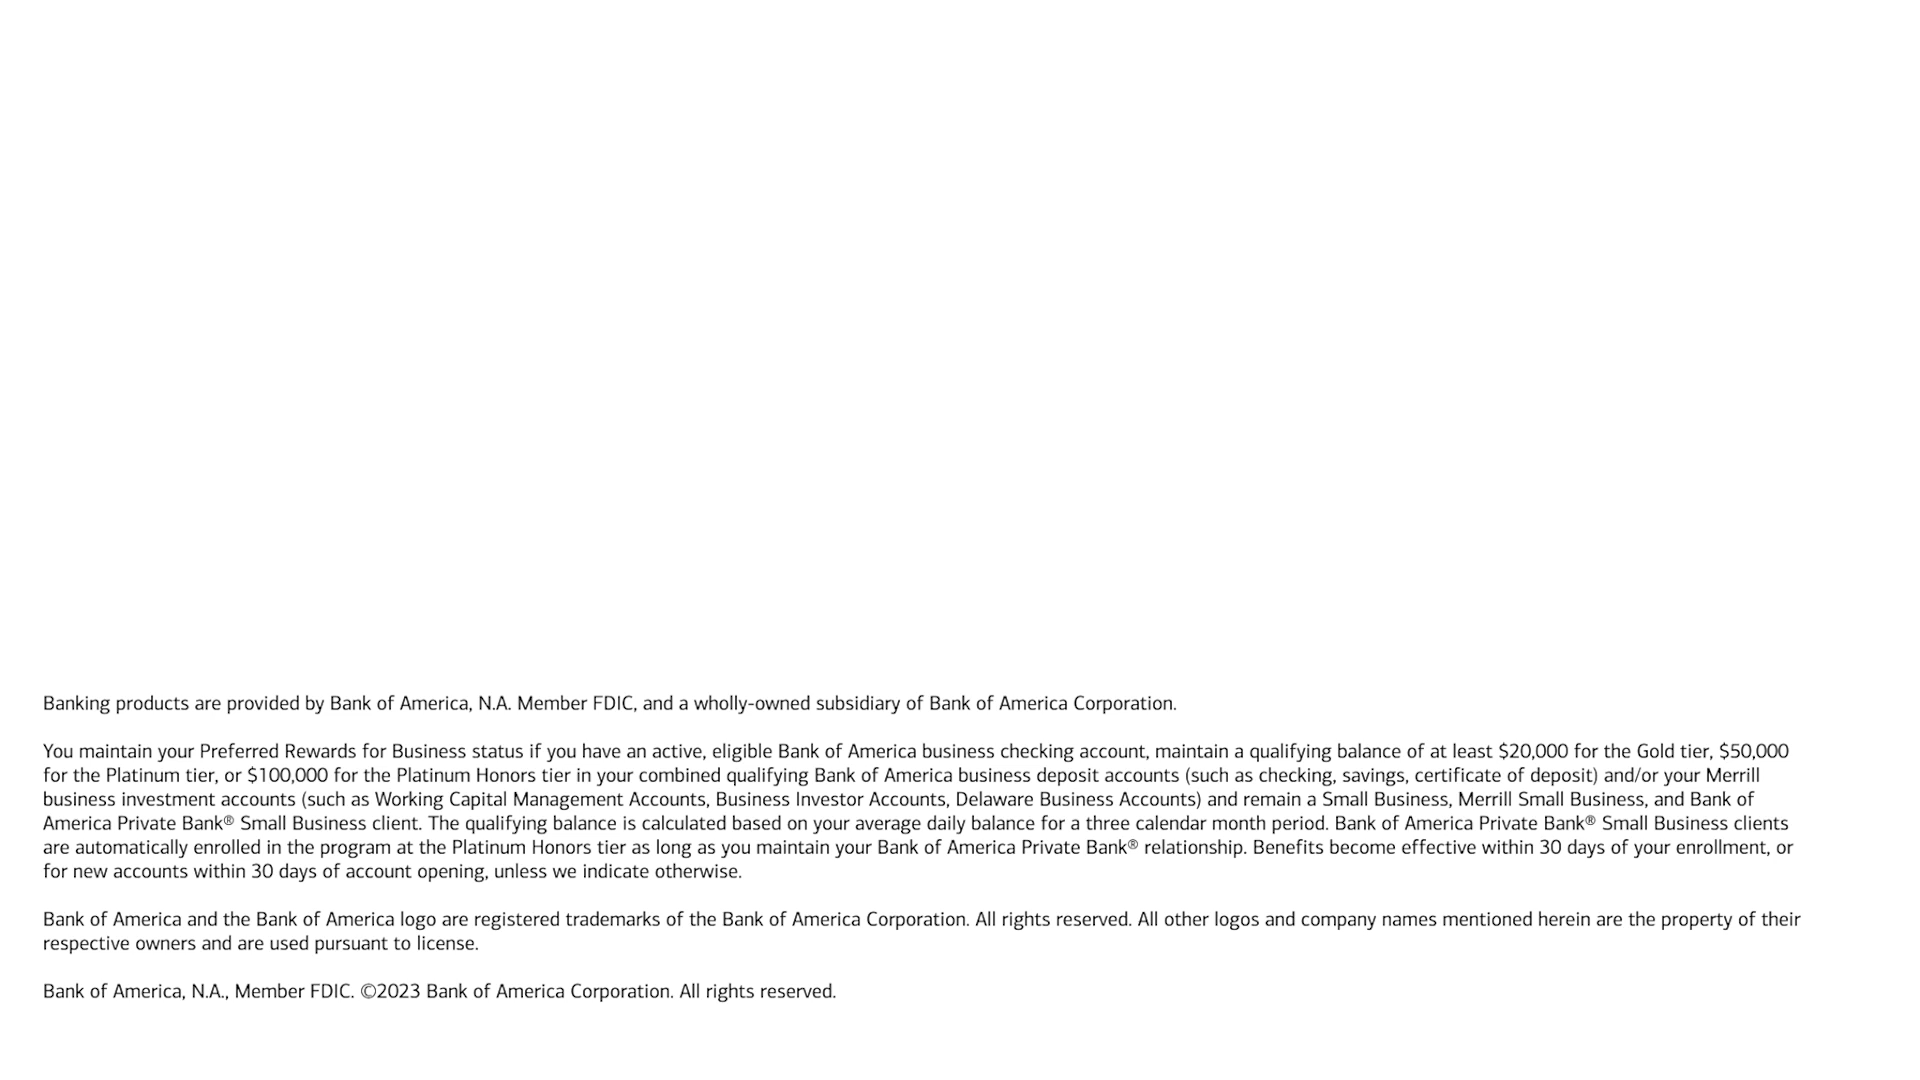 Banking products are provided by Bank of America, N.A. Member FDIC, and a wholly-owned subsidiary of Bank of America Corporation.
You maintain your Preferred Rewards for Business status if you have an active, eligible Bank of America business checking account, maintain a qualifying balance of at least $20,000 for the Gold tier, $50,000
for the Platinum tier, or $100,000 for the Platinum Honors tier in your combined qualifying Bank of America business deposit accounts (such as checking, savings, certificate of deposit) and/or your Merrill
business investment accounts (such as Working Capital Management Accounts, Business Investor Accounts, Delaware Business Accounts) and remain a Small Business, Merrill Small Business, and Bank of
America Private Bank® Small Business client. The qualifying balance is calculated based on your average daily balance for a three calendar month period. Bank of America Private Bank® Small Business clients
are automatically enrolled in the program at the Platinum Honors tier as long as you maintain your Bank of America Private Bank® relationship. Benefits become effective within 30 days of your enrollment, or
for new accounts within 30 days of account opening, unless we indicate otherwise.
Bank of America and the Bank of America logo are registered trademarks of the Bank of America Corporation. All rights reserved. All other logos and company names mentioned herein are the property of their
respective owners and are used pursuant to license.
Bank of America, N.A., Member FDIC. ©2023 Bank of America Corporation. All rights reserved.